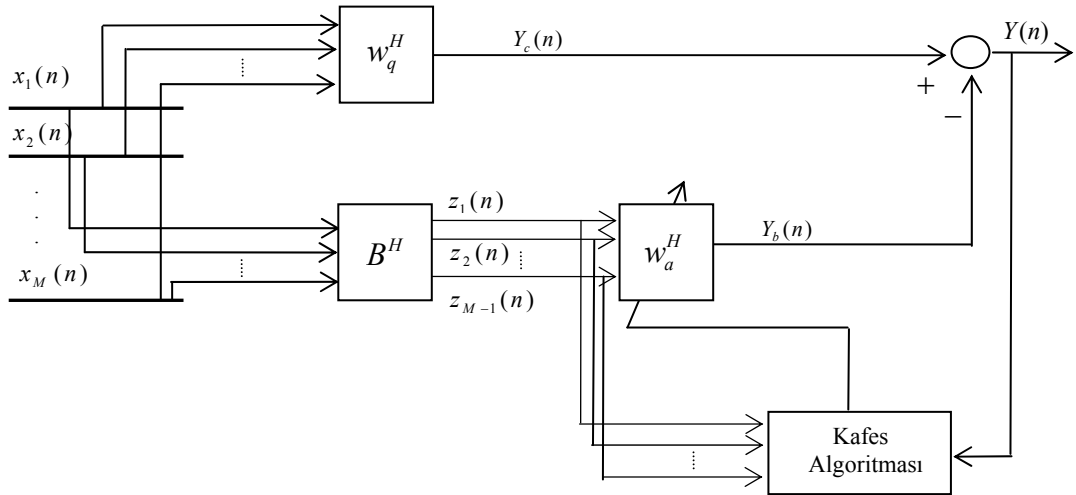 x_1(n)
x_2(n)
.
.
.
.
x_M(n)
w_q^H
Y_c(n)
+
−
Y(n)
B^H
z_1(n)
z_2(n)
z_{M−1}(n)
w_a^H
Y_b(n)
Kafes
Algoritması